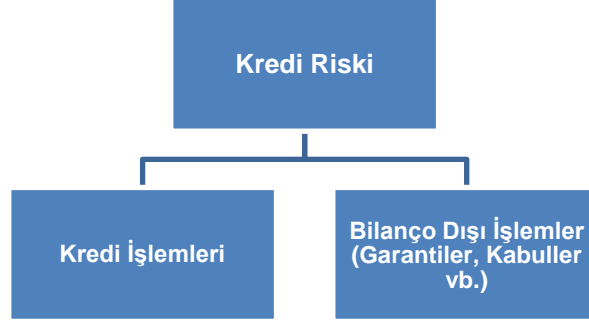 Kredi Riski
Kredi İşlemleri
Bilanço Dışı İşlemler
(Garantiler, Kabuller
vb.)